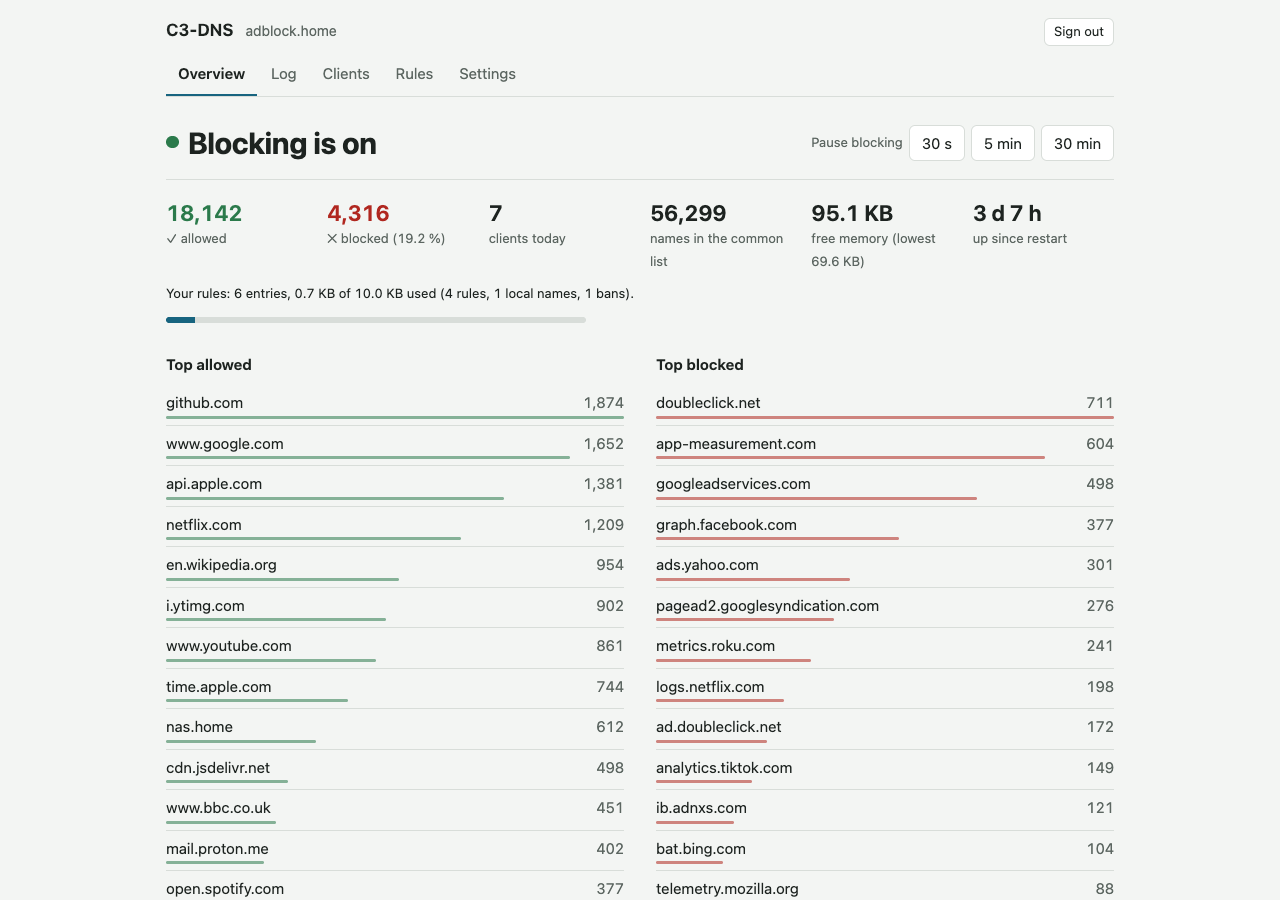 C3-DNS adblock.home Sign out
Overview Log Clients Rules Settings
Blocking is on Pause blocking 30 s 5 min 30 min
18,142 4,316 7 56,299 95.1 KB 3 d 7 h
✓ allowed ✕ blocked (19.2 %) clients today names in the common list free memory (lowest 69.6 KB) up since restart
Your rules: 6 entries, 0.7 KB of 10.0 KB used (4 rules, 1 local names, 1 bans).
Top allowed
github.com 1,874
www.google.com 1,652
api.apple.com 1,381
netflix.com 1,209
en.wikipedia.org 954
i.ytimg.com 902
www.youtube.com 861
time.apple.com 744
nas.home 612
cdn.jsdelivr.net 498
www.bbc.co.uk 451
mail.proton.me 402
open.spotify.com 377
Top blocked
doubleclick.net 711
app-measurement.com 604
googleadservices.com 498
graph.facebook.com 377
ads.yahoo.com 301
pagead2.googlesyndication.com 276
metrics.roku.com 241
logs.netflix.com 198
ad.doubleclick.net 172
analytics.tiktok.com 149
ib.adnxs.com 121
bat.bing.com 104
telemetry.mozilla.org 88